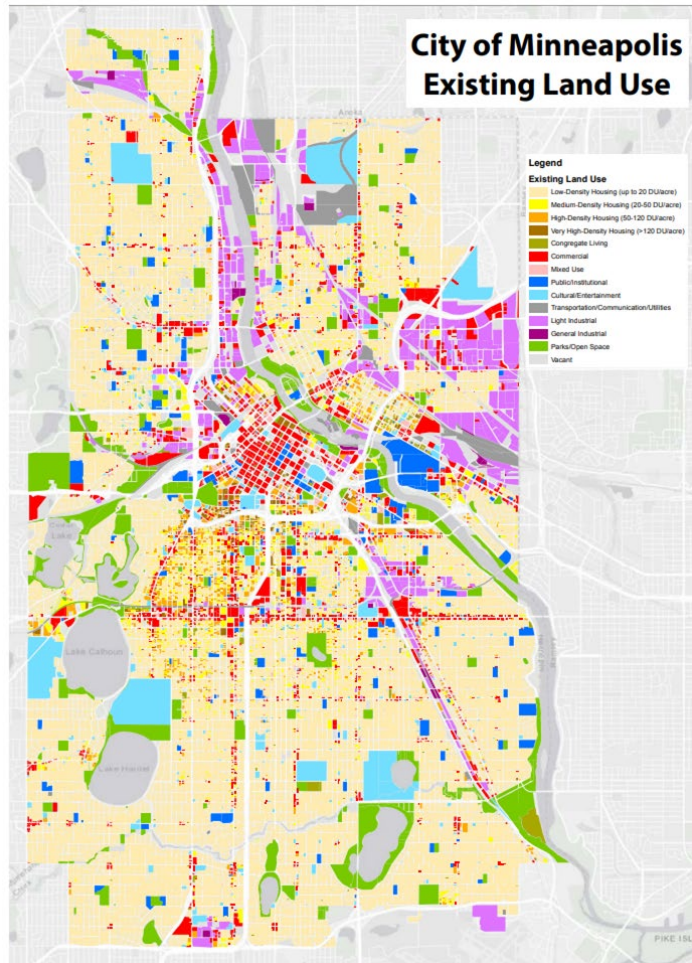 City of Minneapolis
Existing Land Use
Anoka
Legend
Existing Land Use
Low-Density Housing (up to 20 DU/acre)
Medium-Density Housing (20-50 DU/acre)
High-Density Housing (50-120 DU/acre)
Very High-Density Housing (>120 DU/acre)
Congregate Living
Commercial
Mixed Use
Public/Institutional
Cultural/Entertainment
Transportation/Communication/Utilities
Light Industrial
General Industrial
Parks/Open Space
Vacant
Lake
Lake Calhoun
Lake Harriet
PIKE ISL